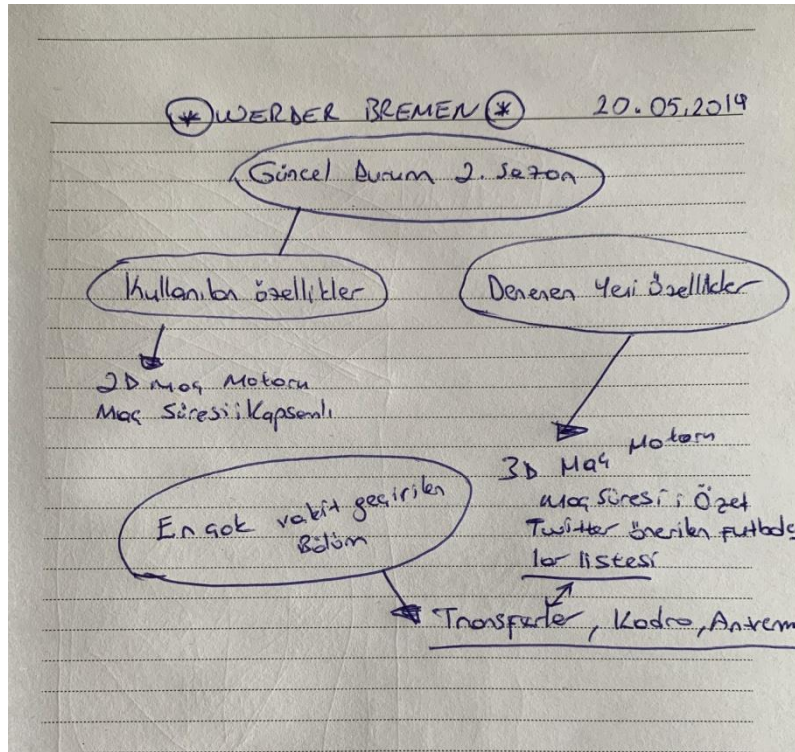 * WERDER BREMEN * 20.05.2019
Güncel Durum 2. Sezon
Kullanılan özellikler
Denenen Yeni Özellikler
2D Maç Motoru
Maç Süresi: Kapsamlı
3D Maç Motoru
Maç Süresi: Özet
Twitter önerilen futbolc
lar listesi
En çok vakit geçirilen
Bölüm
Transferler, Kadro, Antrem